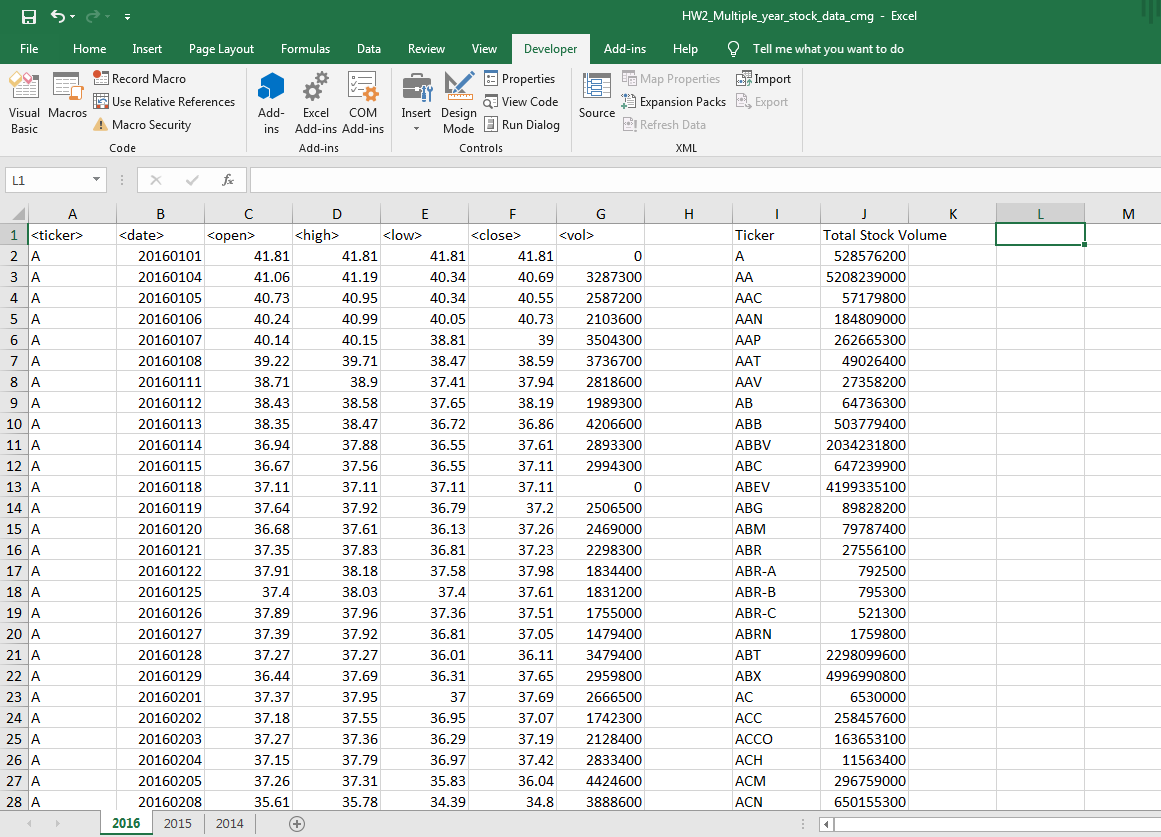 HW2_Multiple_year_stock_data_cmg - Excel
File Home Insert Page Layout Formulas Data Review View Developer Add-ins Help Tell me what you want to do
Visual Basic Macros Record Macro Use Relative References Macro Security Code
Add-ins Excel Add-ins COM Add-ins Add-ins
Insert Design Mode Properties View Code Run Dialog Controls
Source Map Properties Expansion Packs Refresh Data Import Export XML
L1 fx
A B C D E F G H I J K L M
1 <ticker> <date> <open> <high> <low> <close> <vol> Ticker Total Stock Volume
2 A 20160101 41.81 41.81 41.81 41.81 0 A 528576200
3 A 20160104 41.06 41.19 40.34 40.69 3287300 AA 5208239000
4 A 20160105 40.73 40.95 40.34 40.55 2587200 AAC 57179800
5 A 20160106 40.24 40.99 40.05 40.73 2103600 AAN 184809000
6 A 20160107 40.14 40.15 38.81 39 3504300 AAP 262665300
7 A 20160108 39.22 39.71 38.47 38.59 3736700 AAT 49026400
8 A 20160111 38.71 38.9 37.41 37.94 2818600 AAV 27358200
9 A 20160112 38.43 38.58 37.65 38.19 1989300 AB 64736300
10 A 20160113 38.35 38.47 36.72 36.86 4206600 ABB 503779400
11 A 20160114 36.94 37.88 36.55 37.61 2893300 ABBV 2034231800
12 A 20160115 36.67 37.56 36.55 37.11 2994300 ABC 647239900
13 A 20160118 37.11 37.11 37.11 37.11 0 ABEV 4199335100
14 A 20160119 37.64 37.92 36.79 37.2 2506500 ABG 89828200
15 A 20160120 36.68 37.61 36.13 37.26 2469000 ABM 79787400
16 A 20160121 37.35 37.83 36.81 37.23 2298300 ABR 27556100
17 A 20160122 37.91 38.18 37.58 37.98 1834400 ABR-A 792500
18 A 20160125 37.4 38.03 37.4 37.61 1831200 ABR-B 795300
19 A 20160126 37.89 37.96 37.36 37.51 1755000 ABR-C 521300
20 A 20160127 37.39 37.92 36.81 37.05 1479400 ABRN 1759800
21 A 20160128 37.27 37.27 36.01 36.11 3479400 ABT 2298099600
22 A 20160129 36.44 37.69 36.31 37.65 2959800 ABX 4996990800
23 A 20160201 37.37 37.95 37 37.69 2666500 AC 6530000
24 A 20160202 37.18 37.55 36.95 37.07 1742300 ACC 258457600
25 A 20160203 37.27 37.36 36.29 37.19 2128400 ACCO 163653100
26 A 20160204 37.15 37.79 36.97 37.42 2833400 ACH 11563400
27 A 20160205 37.26 37.31 35.83 36.04 4424600 ACM 296759000
28 A 20160208 35.61 35.78 34.39 34.8 3888600 ACN 650155300
2016 2015 2014